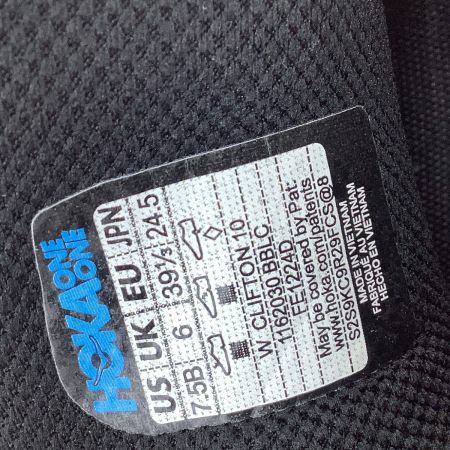 HOKA ONE ONE
US UK EU JPN
7.5B 6 39⅓ 24.5
W CLIFTON 10
1162030 BBLC
FE1224D
May be covered by Pat.
www.hoka.com/patents
MADE IN VIETNAM
FABRIQUÉ AU VIETNAM
HECHO EN VIETNAM